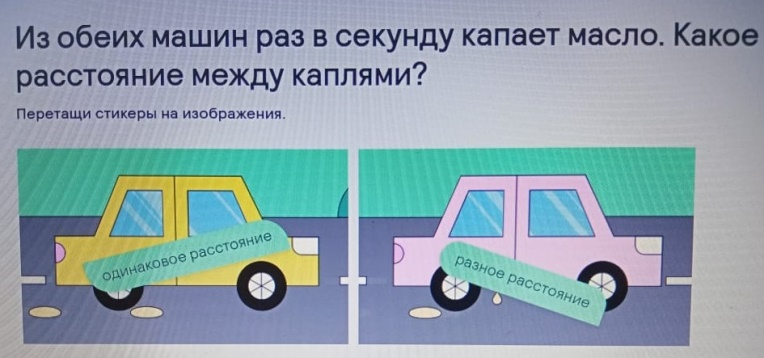 Из обеих машин раз в секунду капает масло. Какое
расстояние между каплями?
Перетащи стикеры на изображения.
одинаковое расстояние
разное расстояние